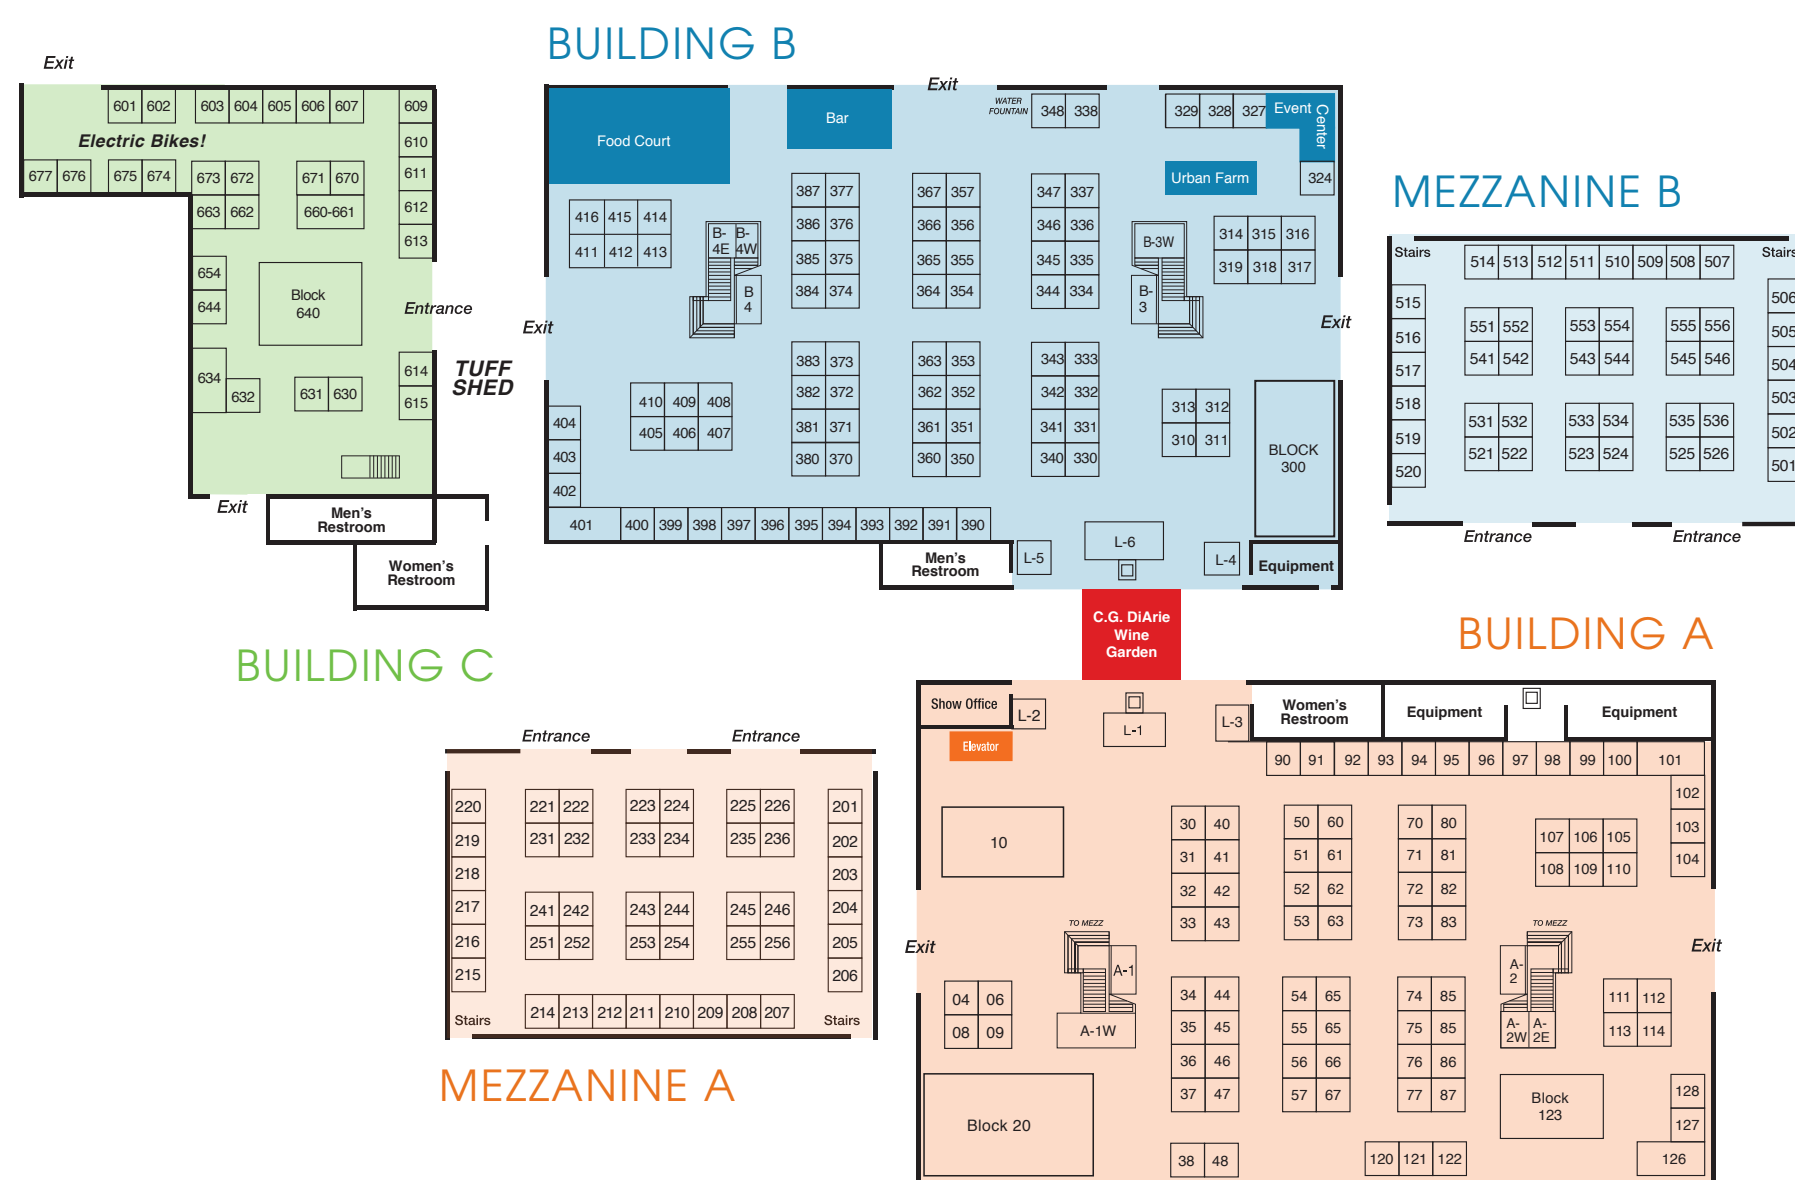 BUILDING B
Exit
Exit
601 602 603 604 605 606 607 609
Electric Bikes!
610
677 676 675 674 673 672 671 670 611
663 662 660-661 612
613
654
644
Block
640
Entrance
634 632 631 630 614
615
TUFF
SHED
Exit
Men's
Restroom
Women's
Restroom
BUILDING C
Food Court
Bar
WATER
FOUNTAIN
348 338
329 328 327
Event
Center
Urban Farm
324
387 377 367 357 347 337
386 376 366 356 346 336
385 375 365 355 345 335
384 374 364 354 344 334
416 415 414
411 412 413
B-
4E
B-
4W
B
4
B-3W
B-
3
314 315 316
319 318 317
Exit
Exit
383 373 363 353 343 333
382 372 362 352 342 332
381 371 361 351 341 331
380 370 360 350 340 330
410 409 408
405 406 407
313 312
310 311
BLOCK
300
404
403
402
401 400 399 398 397 396 395 394 393 392 391 390
Men's
Restroom
L-5
L-6
L-4
Equipment
C.G. DiArie
Wine
Garden
MEZZANINE B
Stairs
514 513 512 511 510 509 508 507
Stairs
515
516
517
518
519
520
551 552 553 554 555 556
541 542 543 544 545 546
531 532 533 534 535 536
521 522 523 524 525 526
506
505
504
503
502
501
Entrance
Entrance
BUILDING A
Show Office
Elevator
L-2
L-1
L-3
Women's
Restroom
Equipment
Equipment
90 91 92 93 94 95 96 97 98 99 100 101
102
103
104
10
30 40 50 60 70 80
31 41 51 61 71 81
32 42 52 62 72 82
33 43 53 63 73 83
107 106 105
108 109 110
TO MEZZ
TO MEZZ
Exit
Exit
A-1
A-1W
A-
2
A-
2W
A-
2E
04 06
08 09
34 44 54 65 74 85
35 45 55 65 75 85
36 46 56 66 76 86
37 47 57 67 77 87
111 112
113 114
Block 20
Block
123
128
127
126
38 48
120 121 122
Entrance
Entrance
220
219
218
217
216
215
221 222 223 224 225 226
231 232 233 234 235 236
241 242 243 244 245 246
251 252 253 254 255 256
201
202
203
204
205
206
Stairs
214 213 212 211 210 209 208 207
Stairs
MEZZANINE A